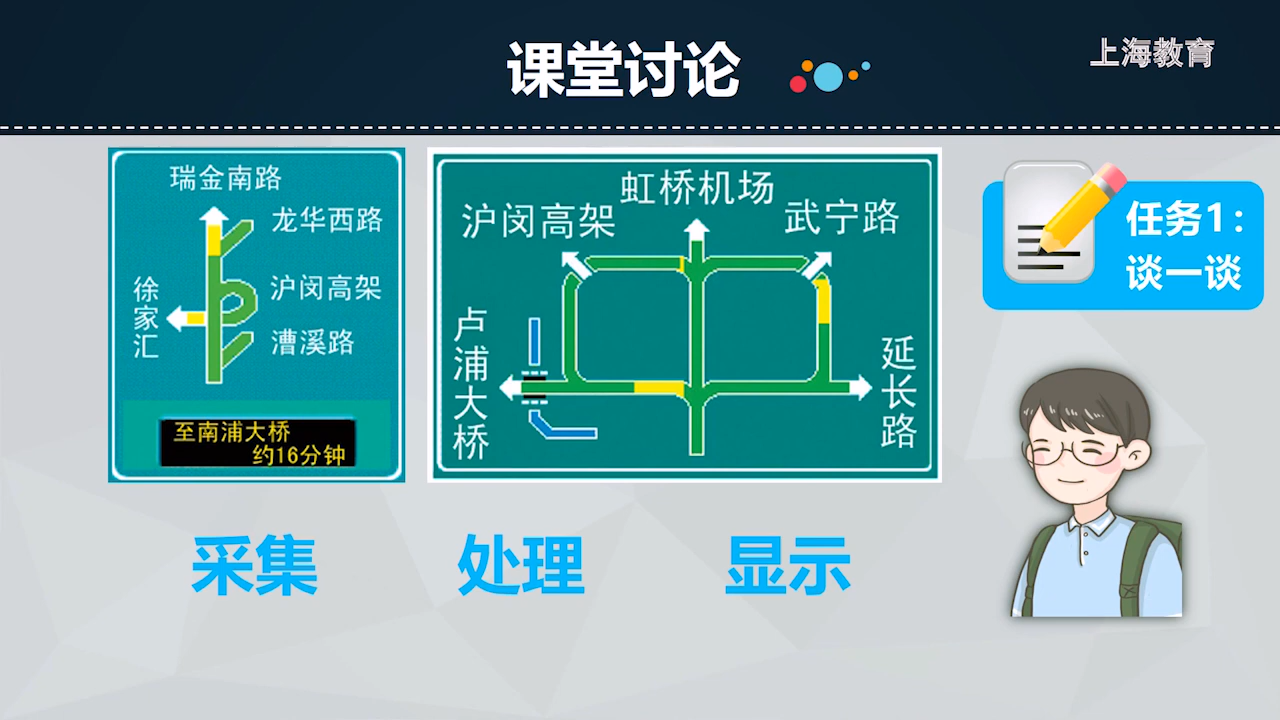 课堂讨论
上海教育
瑞金南路
龙华西路
沪闵高架
漕溪路
徐家汇
至南浦大桥
约16分钟
虹桥机场
沪闵高架
武宁路
卢浦大桥
延长路
任务1：
谈一谈
采集
处理
显示